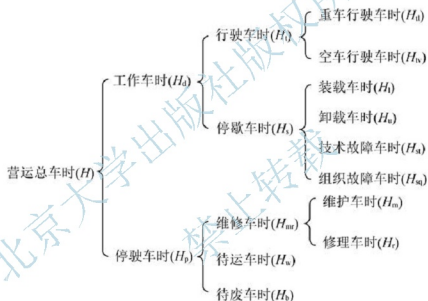 重车行驶车时(Hd)
行驶车时(Ht)
空车行驶车时(Hw)
工作车时(Hd)
装载车时(Hl)
卸载车时(Hu)
停歇车时(Hs)
技术故障车时(Hst)
组织故障车时(Hsq)
营运总车时(H)
维护车时(Hm)
维修车时(Hmr)
修理车时(Hr)
停驶车时(Hp)
待运车时(Hw)
待废车时(Hb)
北京大学出版社版权所
禁止转载